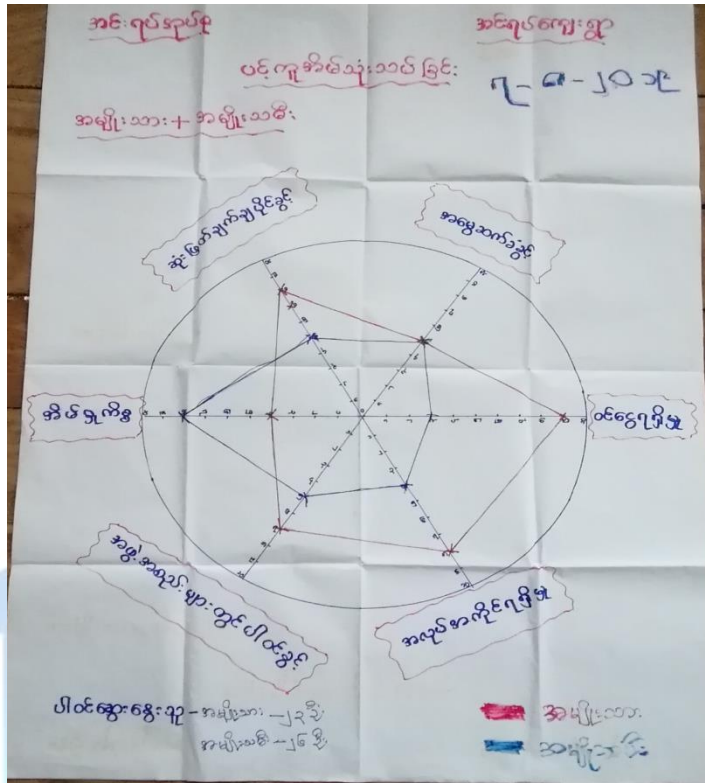 အင်းရပ်အုပ်စု
အင်းရပ်ကျေးရွာ
ပင့်ကူအိမ်သုံးသပ်ခြင်း
၇-၈-၂၀၁၉
အမျိုးသား + အမျိုးသမီး
ဆုံးဖြတ်ချက်ချပိုင်ခွင့်
အမွေဆက်ခံခွင့်
အိမ်မှုကိစ္စ
ဝင်ငွေရရှိမှု
အဖွဲ့အစည်းများတွင်ပါဝင်ခွင့်
အလုပ်အကိုင်ရရှိမှု
ပါဝင်ဆွေးနွေးသူ - အမျိုးသား - ၂၃ ဦး
အမျိုးသမီး - ၂၆ ဦး
အမျိုးသား
အမျိုးသမီး